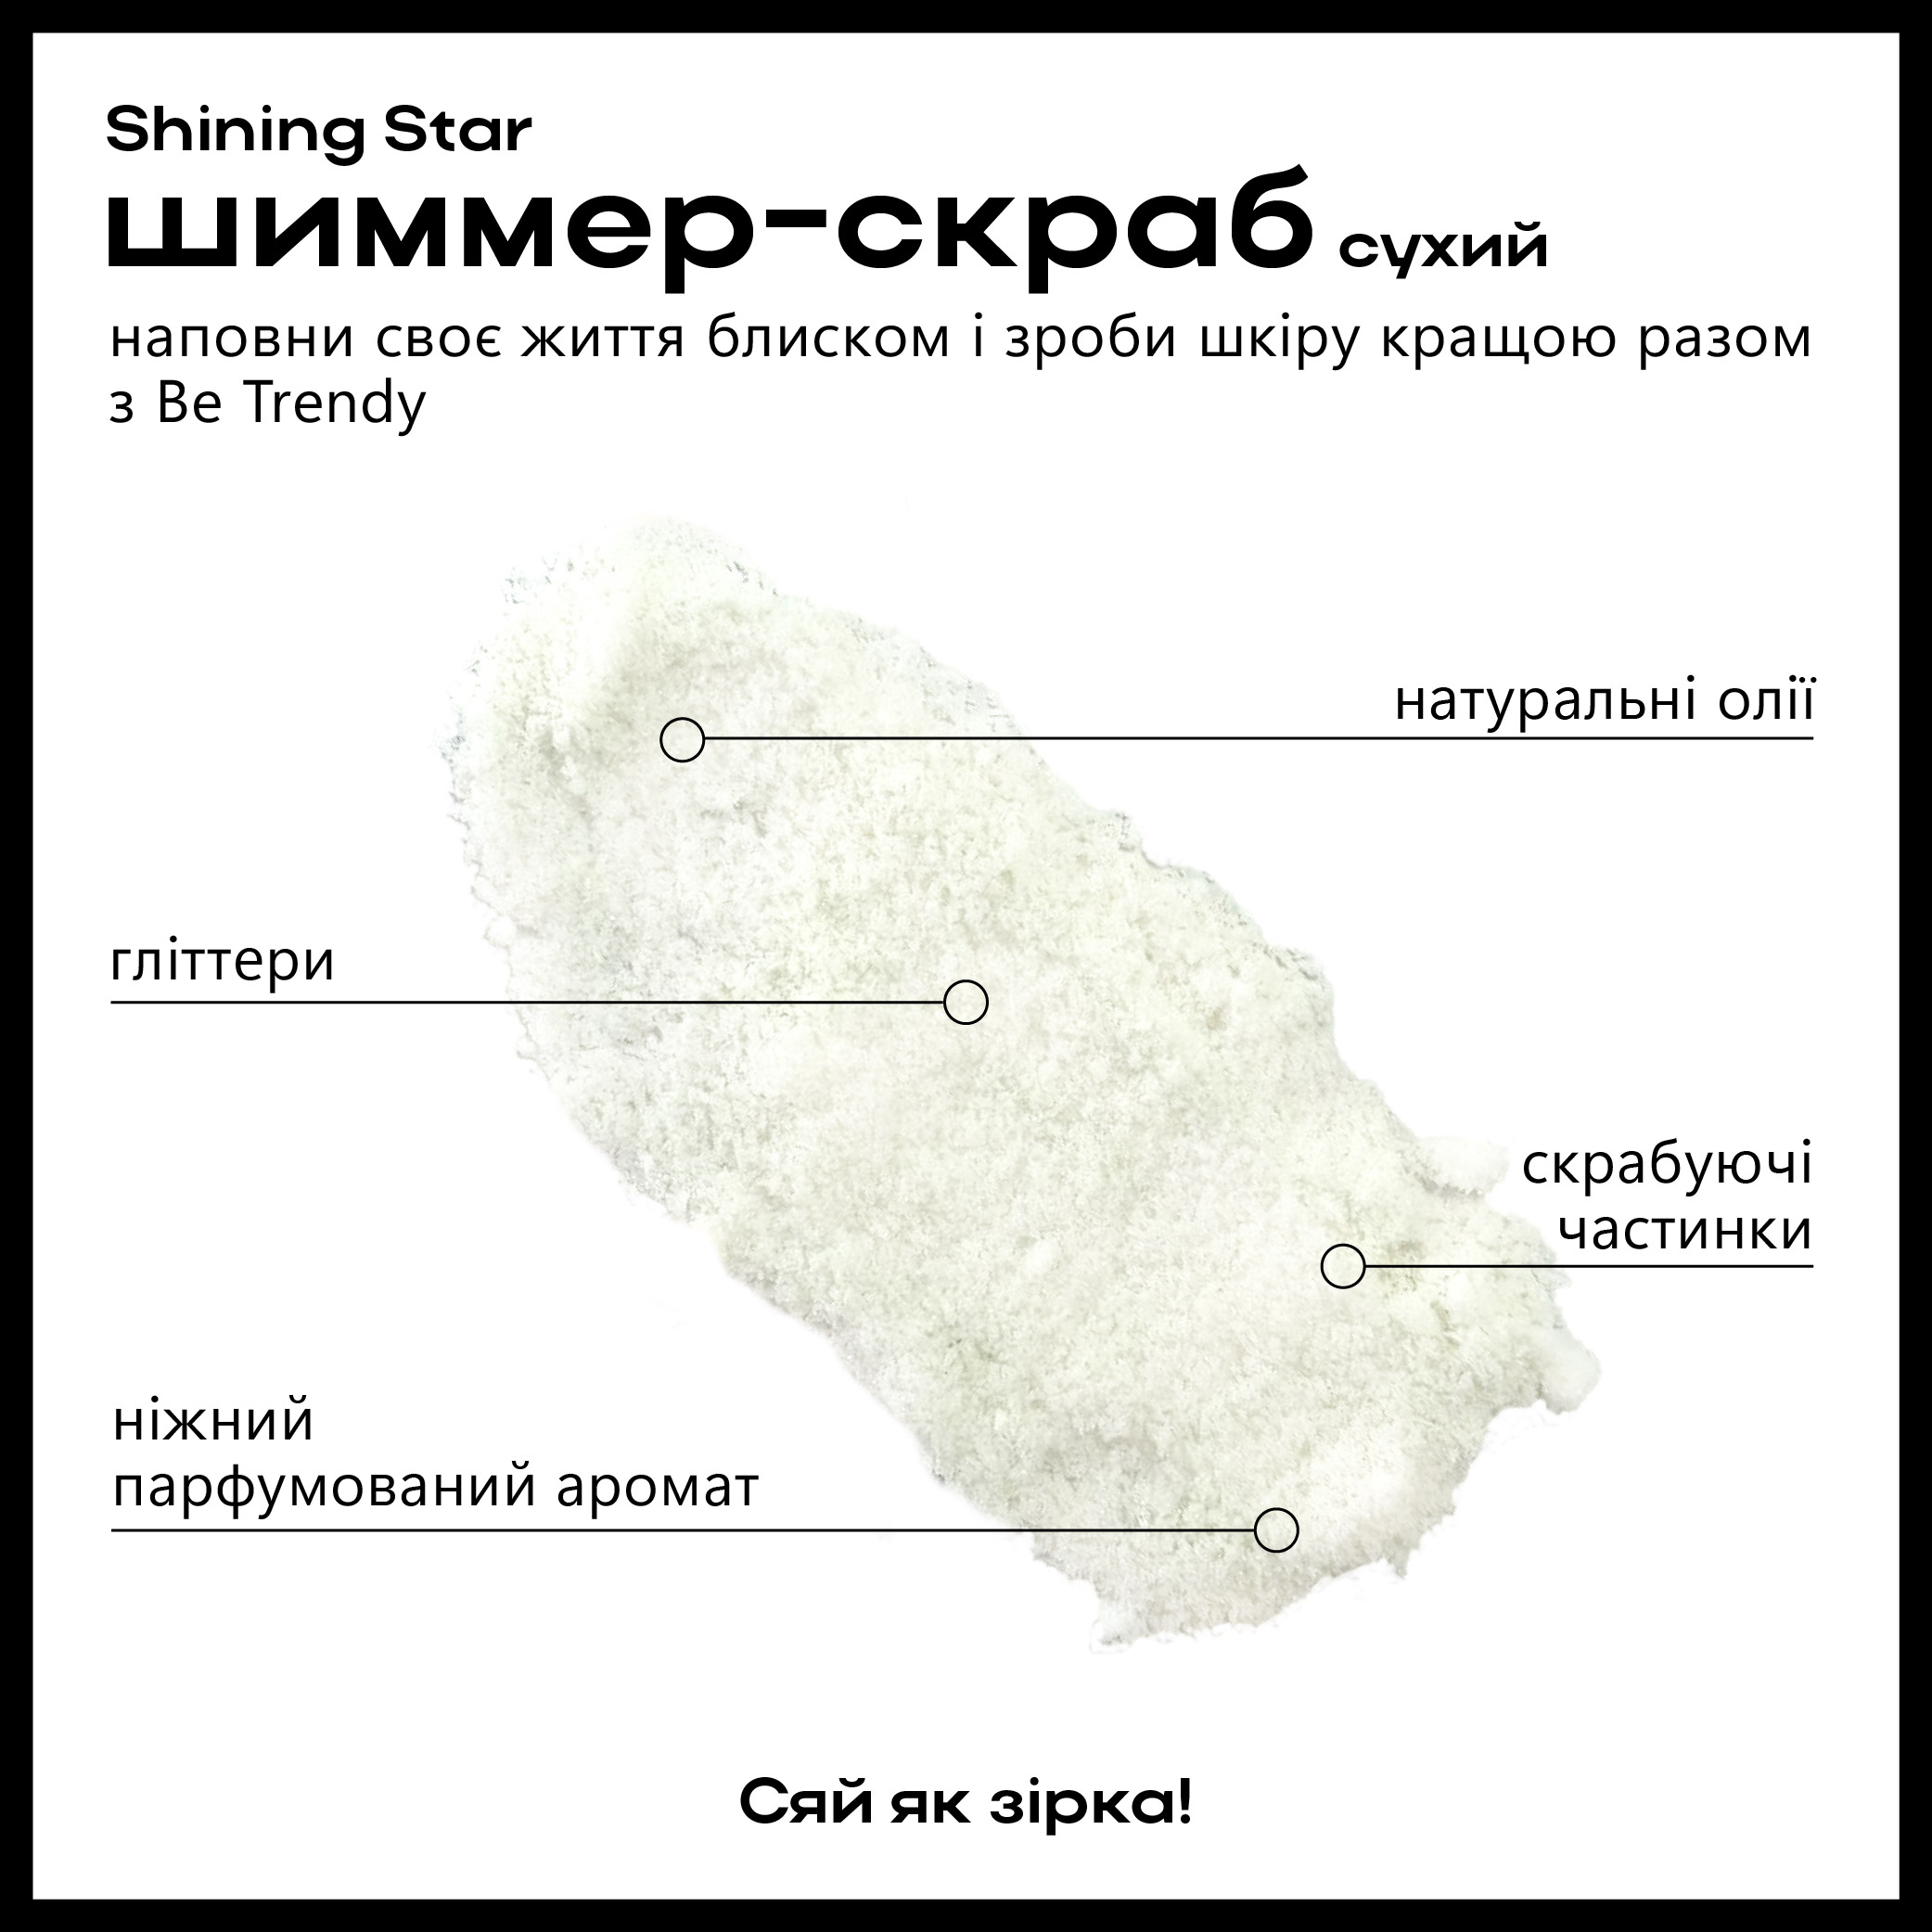 Shining Star
шиммер-скраб сухий
наповни своє життя блиском і зроби шкіру кращою разом
з Be Trendy
натуральні олії
гліттери
скрабуючі
частинки
ніжний
парфумований аромат
Сяй як зірка!